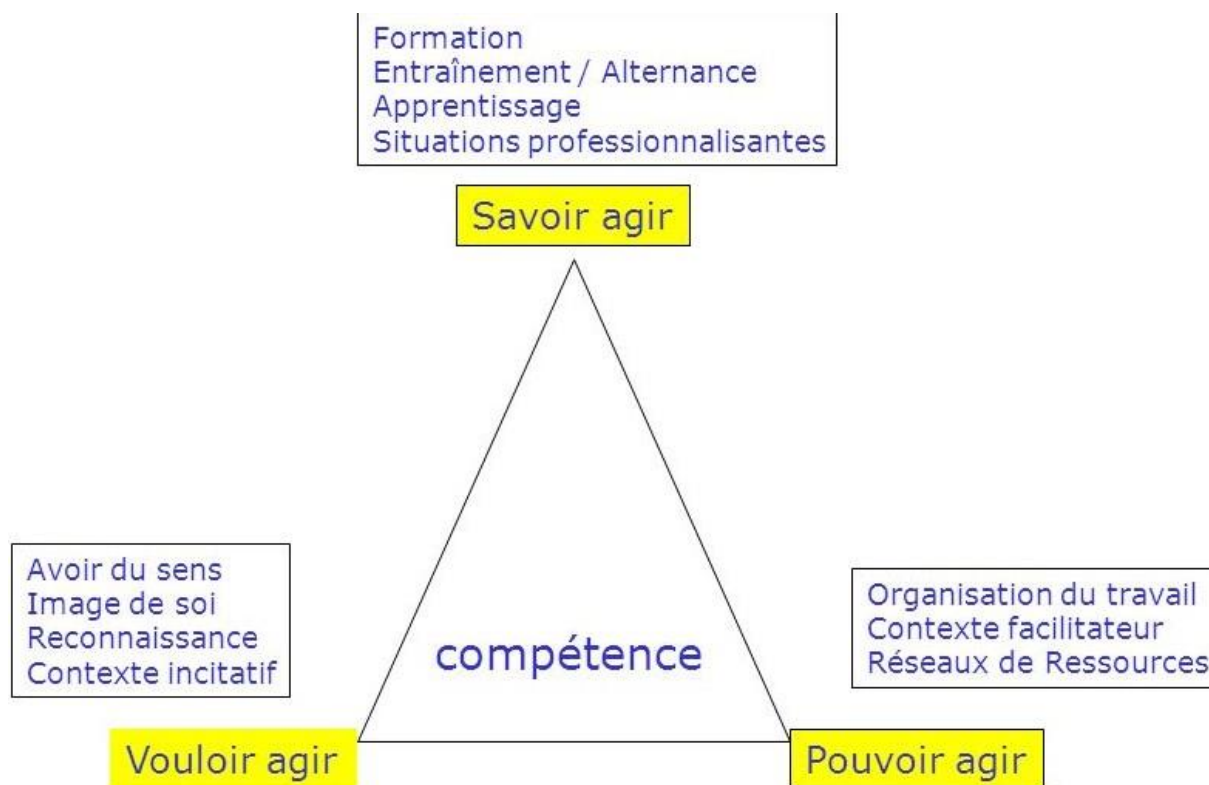 Formation
Entraînement / Alternance
Apprentissage
Situations professionnalisantes
Savoir agir
Avoir du sens
Image de soi
Reconnaissance
Contexte incitatif
compétence
Organisation du travail
Contexte facilitateur
Réseaux de Ressources
Vouloir agir
Pouvoir agir